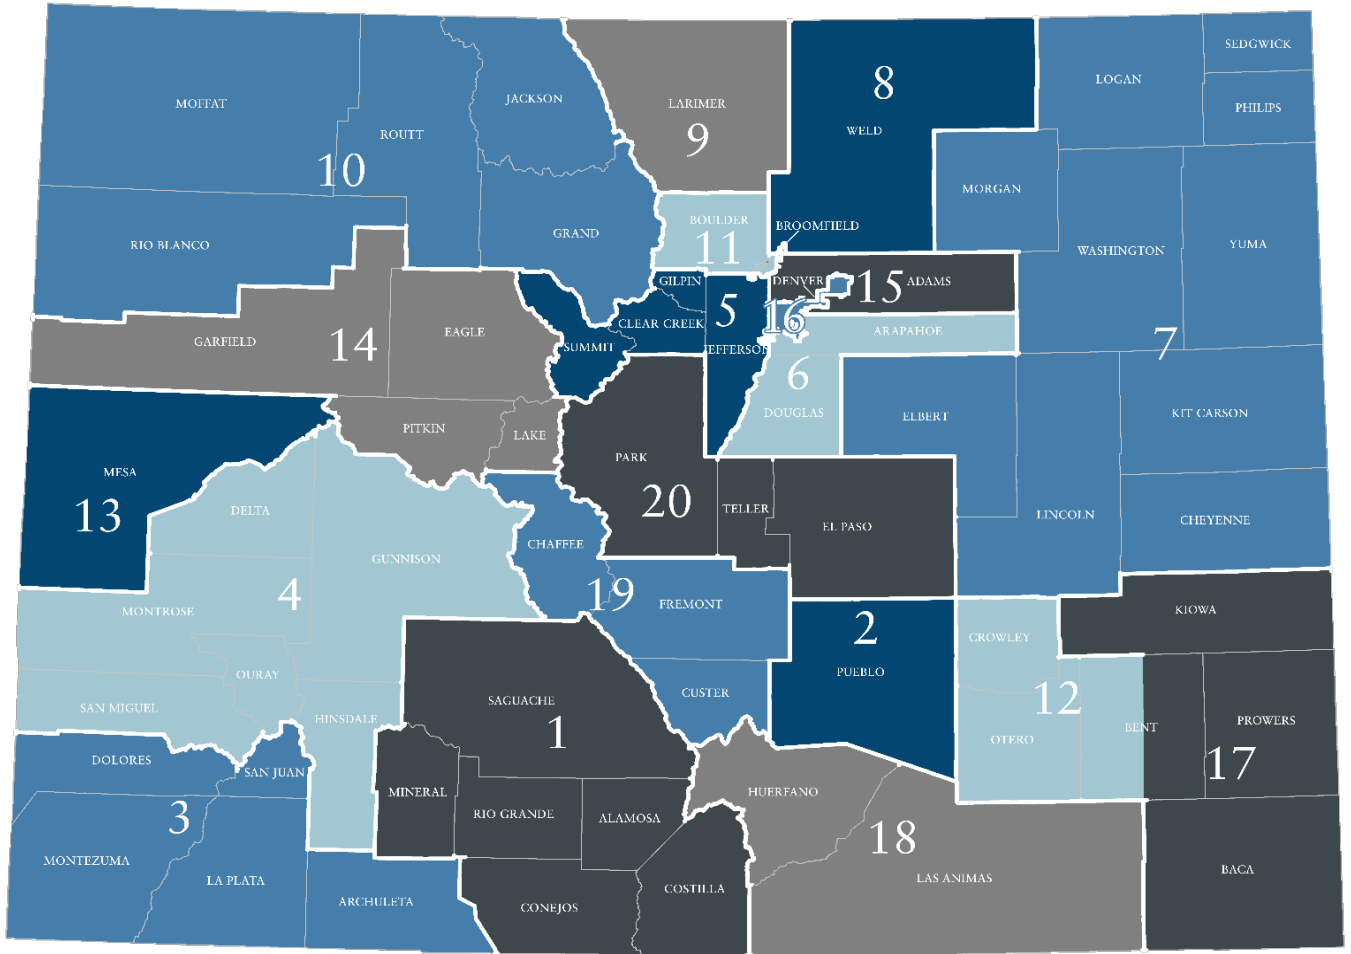 SEDGWICK
LOGAN
8
JACKSON
MOFFAT
LARIMER
PHILIPS
WELD
ROUTT
9
10
MORGAN
BOULDER
BROOMFIELD
GRAND
RIO BLANCO
11
WASHINGTON
YUMA
GILPIN
DENVER
15
ADAMS
5
CLEAR CREEK
16
EAGLE
ARAPAHOE
GARFIELD
14
SUMMIT
JEFFERSON
7
6
DOUGLAS
ELBERT
KIT CARSON
PITKIN
LAKE
PARK
MESA
20
TELLER
DELTA
13
LINCOLN
CHEYENNE
EL PASO
CHAFFEE
GUNNISON
4
19
FREMONT
MONTROSE
KIOWA
2
CROWLEY
PUEBLO
OURAY
CUSTER
12
SAGUACHE
SAN MIGUEL
HINSDALE
PROWERS
BENT
1
OTERO
DOLORES
17
SAN JUAN
MINERAL
HUERFANO
RIO GRANDE
ALAMOSA
3
18
MONTEZUMA
BACA
LA PLATA
LAS ANIMAS
COSTILLA
ARCHULETA
CONEJOS